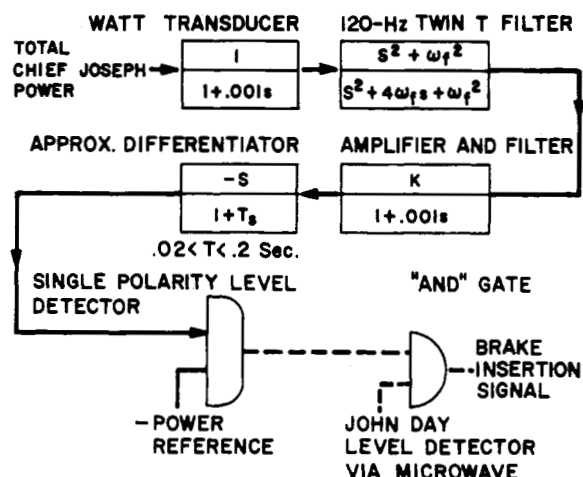 WATT TRANSDUCER
120-Hz TWIN T FILTER
TOTAL
CHIEF JOSEPH
POWER
1
1+.001s
S² + ωf²
S²+4ωfs+ωf²
APPROX. DIFFERENTIATOR
AMPLIFIER AND FILTER
-S
1+Ts
K
1+.001s
.02<T<.2 Sec.
SINGLE POLARITY LEVEL
DETECTOR
"AND" GATE
BRAKE
INSERTION
SIGNAL
-POWER
REFERENCE
JOHN DAY
LEVEL DETECTOR
VIA MICROWAVE